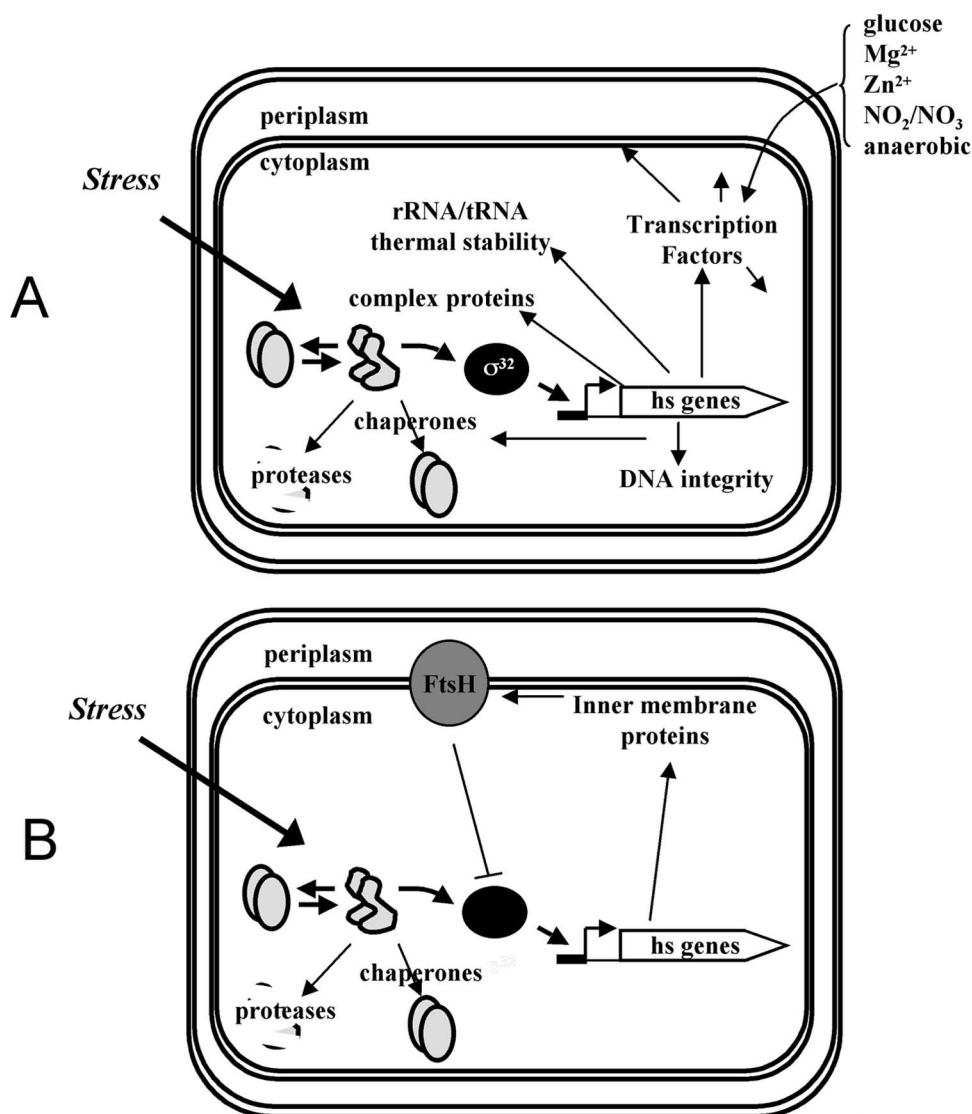 glucose
Mg²⁺
Zn²⁺
NO₂/NO₃
anaerobic
periplasm
cytoplasm
Stress
rRNA/tRNA
thermal stability
Transcription
Factors
A
complex proteins
σ³²
hs genes
chaperones
proteases
DNA integrity
periplasm
FtsH
Stress
cytoplasm
Inner membrane
proteins
B
hs genes
chaperones
proteases